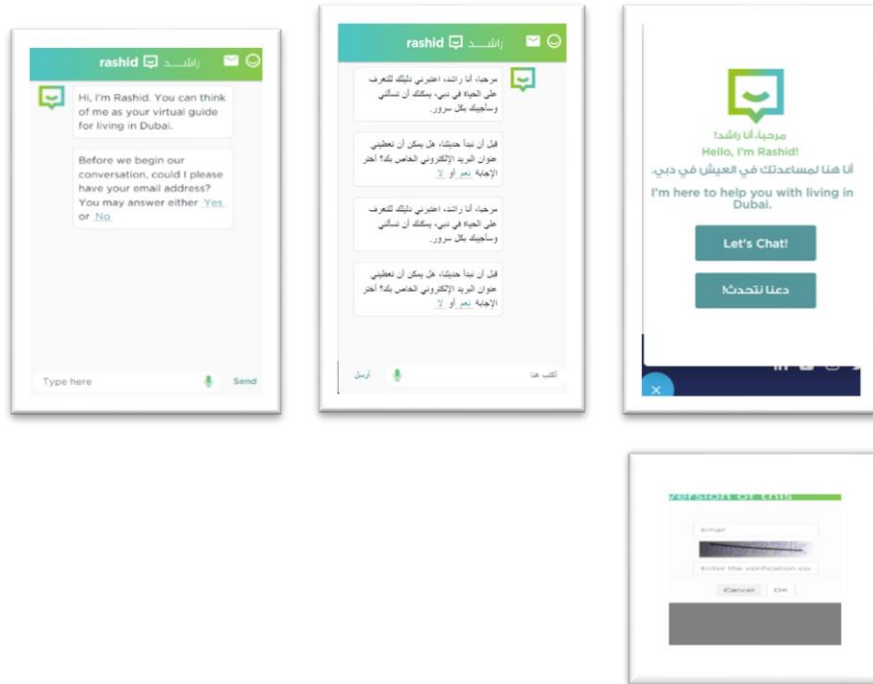 rashid راشــــد
Hi, I'm Rashid. You can think
of me as your virtual guide
for living in Dubai.
Before we begin our
conversation, could I please
have your email address?
You may answer either Yes
or No
Type here
Send
rashid راشــــد
مرحبا، أنا راشد، اعتبرني دليلك للتعرف
على الحياة في دبي، يمكنك أن تسألني
وسأجيبك بكل سرور.
قبل أن نبدأ حديثنا، هل يمكن أن تعطيني
عنوان البريد الإلكتروني الخاص بك؟ أختر
الإجابة نعم أو لا
مرحبا، أنا راشد، اعتبرني دليلك للتعرف
على الحياة في دبي، يمكنك أن تسألني
وسأجيبك بكل سرور.
قبل أن نبدأ حديثنا، هل يمكن أن تعطيني
عنوان البريد الإلكتروني الخاص بك؟ أختر
الإجابة نعم أو لا
أكتب هنا
أرسل
مرحباً، أنا راشد!
Hello, I'm Rashid!
أنا هنا لمساعدتك في العيش في دبي.
I'm here to help you with living in
Dubai.
Let's Chat!
دعنا نتحدث!
version of this
Email
Enter the verification co
Cancel
OK